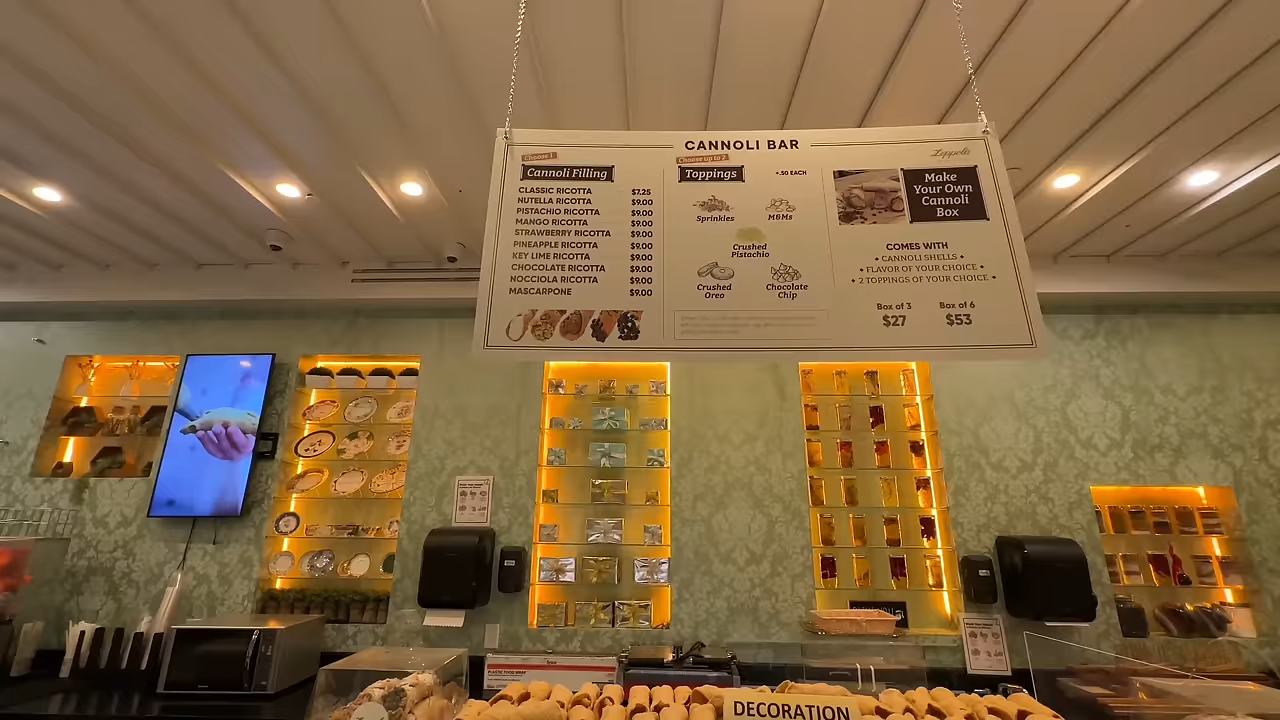 CANNOLI BAR
Zeppola
Choose 1
Cannoli Filling
CLASSIC RICOTTA $7.25
NUTELLA RICOTTA $9.00
PISTACHIO RICOTTA $9.00
MANGO RICOTTA $9.00
STRAWBERRY RICOTTA $9.00
PINEAPPLE RICOTTA $9.00
KEY LIME RICOTTA $9.00
CHOCOLATE RICOTTA $9.00
NOCCIOLA RICOTTA $9.00
MASCARPONE $9.00
Choose up to 2
Toppings +.50 EACH
Sprinkles
M&Ms
Crushed
Pistachio
Crushed
Oreo
Chocolate
Chip
Make
Your Own
Cannoli
Box
COMES WITH
• CANNOLI SHELLS •
• FLAVOR OF YOUR CHOICE •
• 2 TOPPINGS OF YOUR CHOICE •
Box of 3
$27
Box of 6
$53
PLASTIC FOOD WRAP
DECORATION